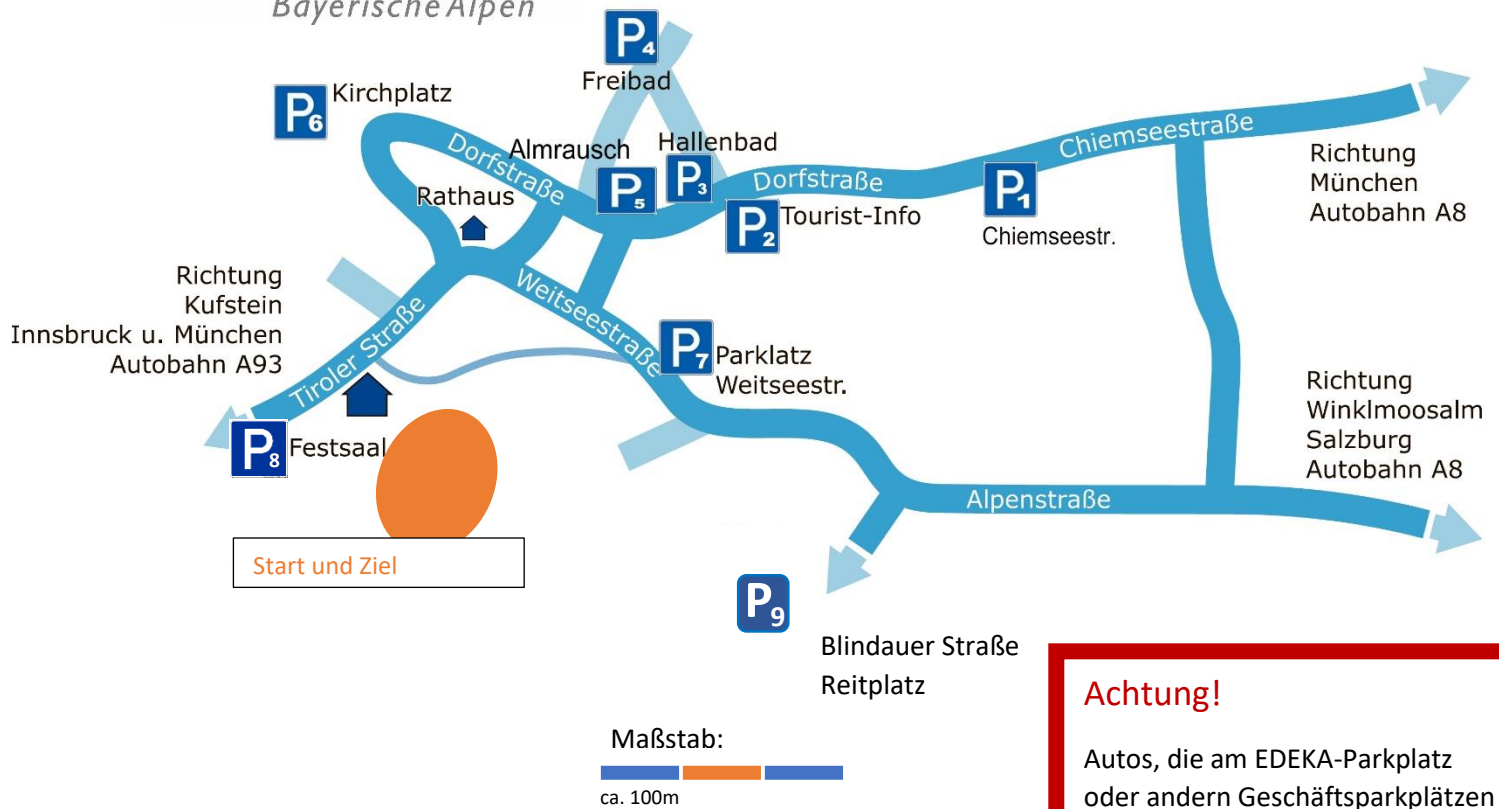 Bayerische Alpen
P4
Freibad
P6
Kirchplatz
Dorfstraße
Almrausch
Hallenbad
P5
P3
Dorfstraße
Chiemseestraße
Richtung
München
Autobahn A8
P1
Chiemseestr.
P2
Tourist-Info
Rathaus
Richtung
Kufstein
Innsbruck u. München
Autobahn A93
Weitseestraße
Tiroler Straße
P7
Parklatz
Weitseestr.
Richtung
Winklmoosalm
Salzburg
Autobahn A8
P8
Festsaal
Alpenstraße
Start und Ziel
P9
Blindauer Straße
Reitplatz
Maßstab:
ca. 100m
Achtung!
Autos, die am EDEKA-Parkplatz
oder andern Geschäftsparkplätzen